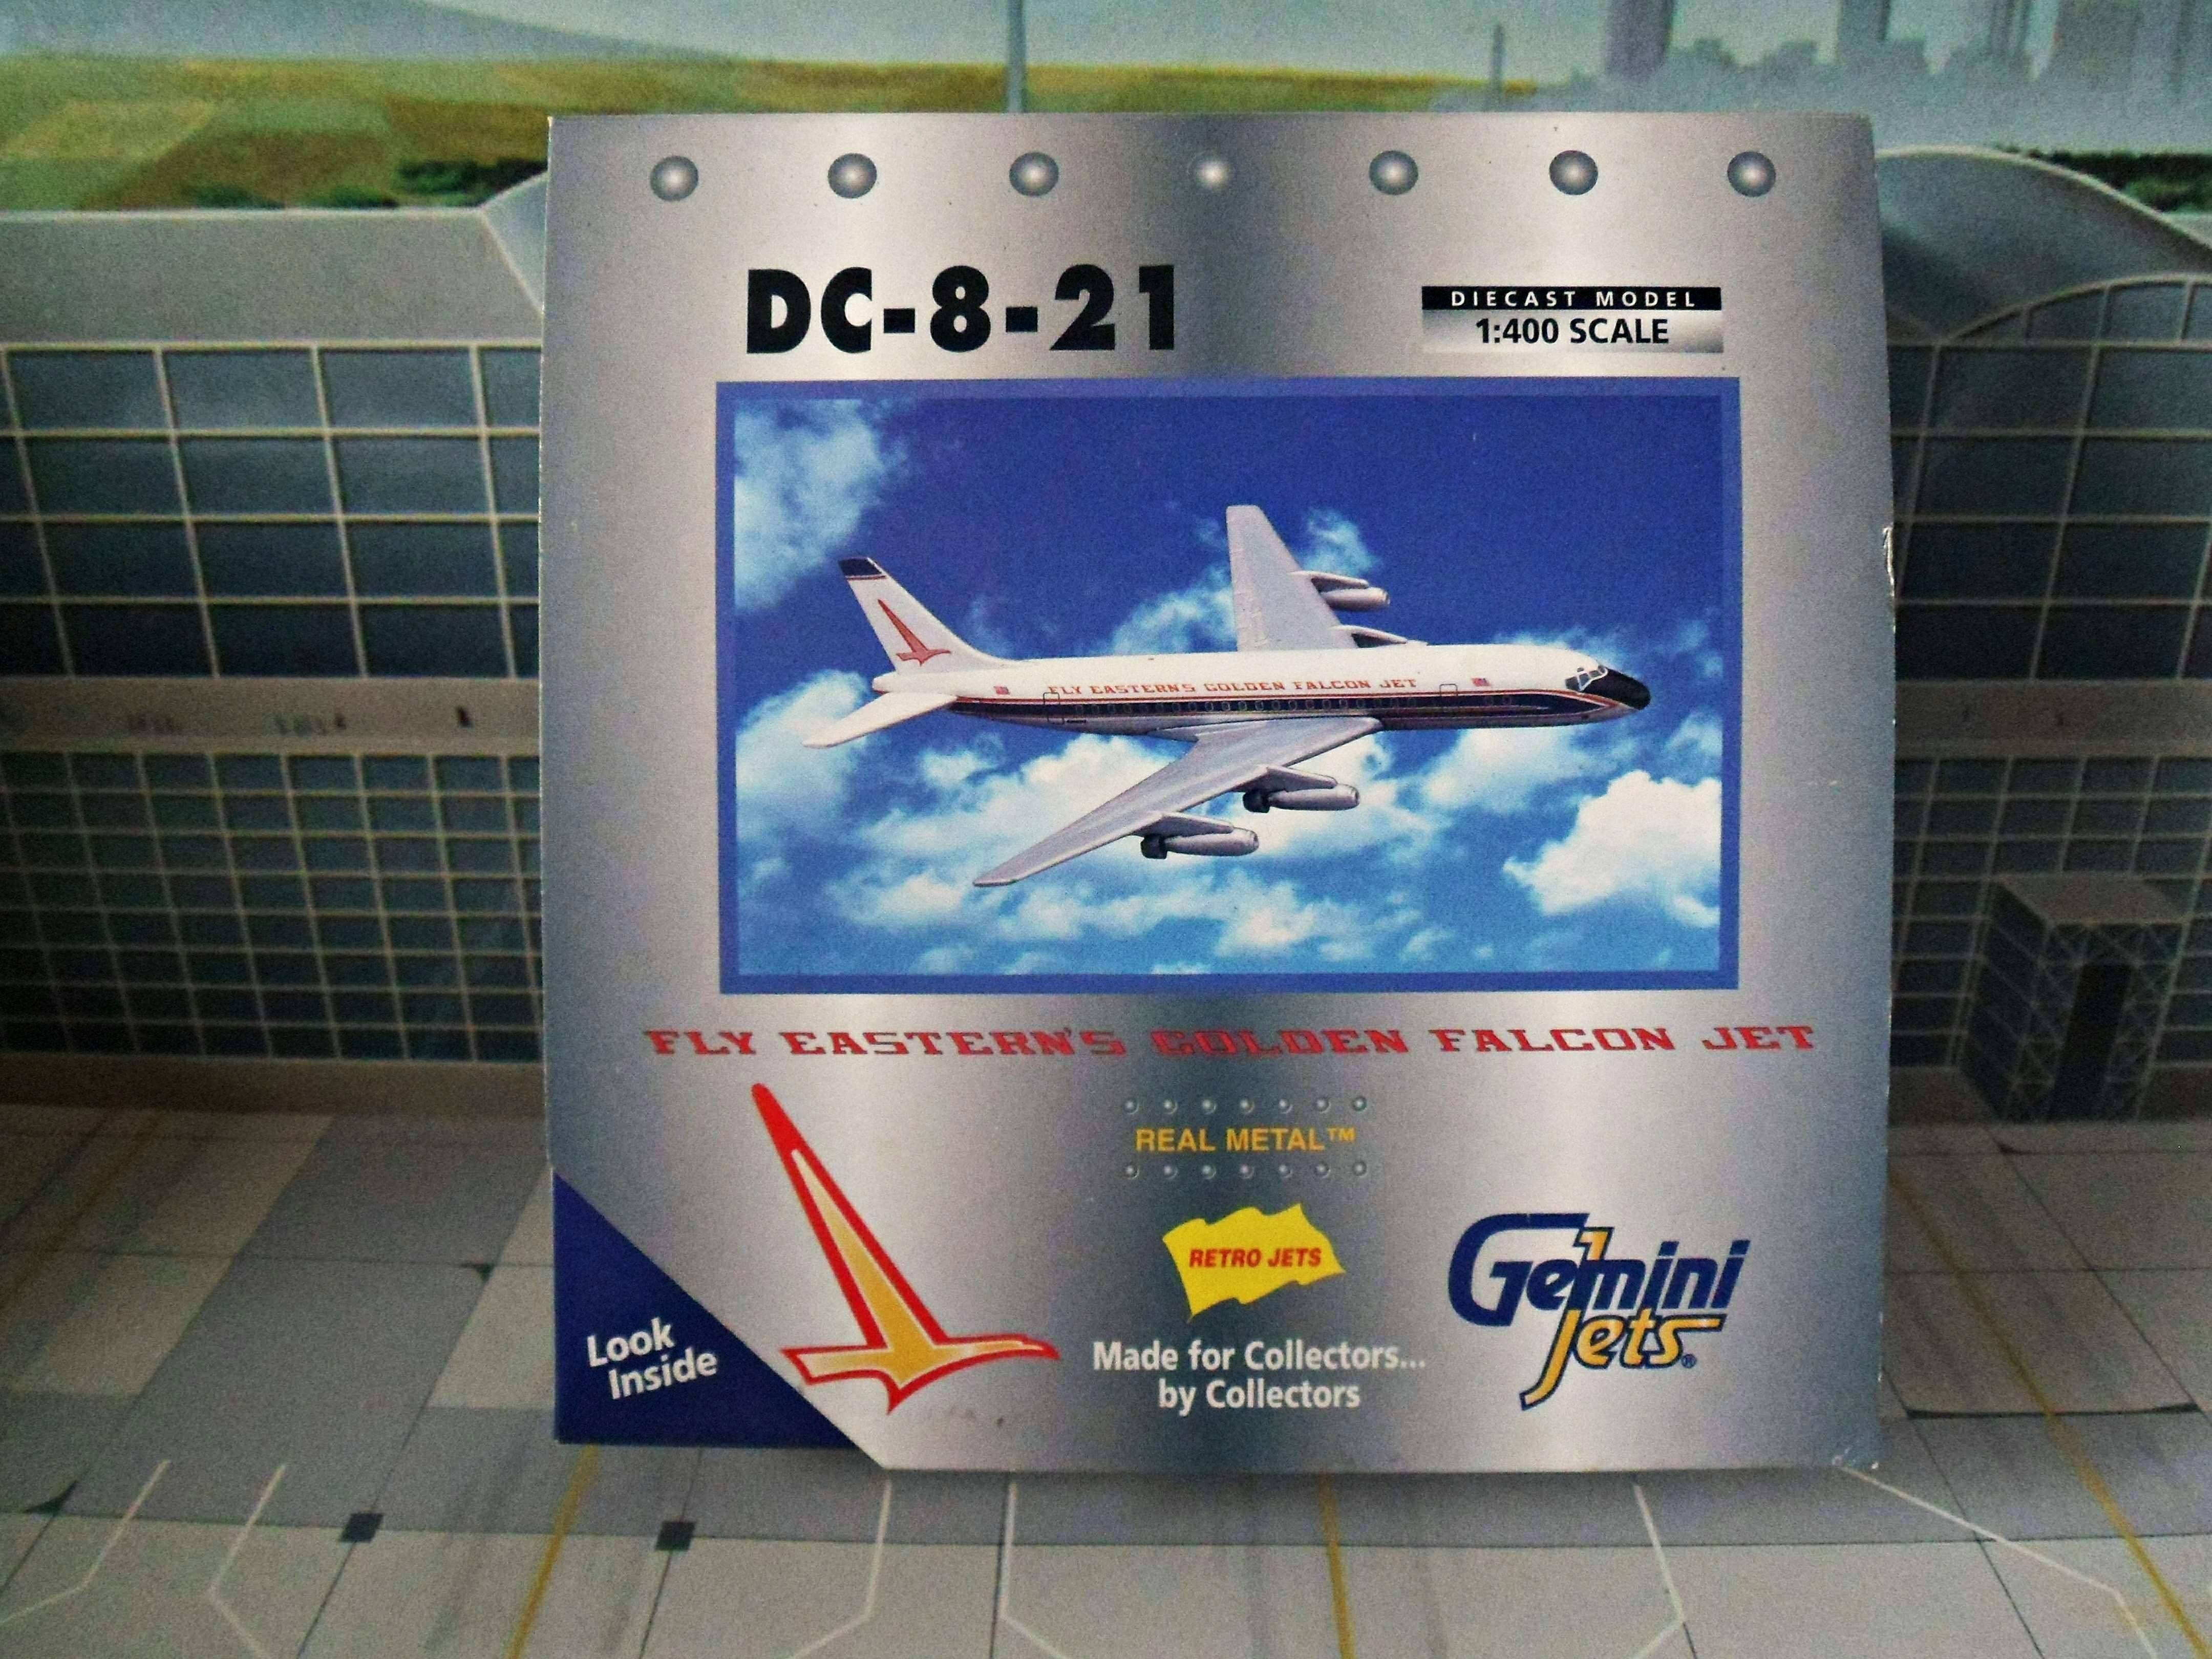 DC-8-21
DIECAST MODEL
1:400 SCALE
FLY EASTERN'S GOLDEN FALCON JET
FLY EASTERN'S GOLDEN FALCON JET
REAL METAL™
RETRO JETS
Gemini
Jets®
Look
Inside
Made for Collectors...
by Collectors